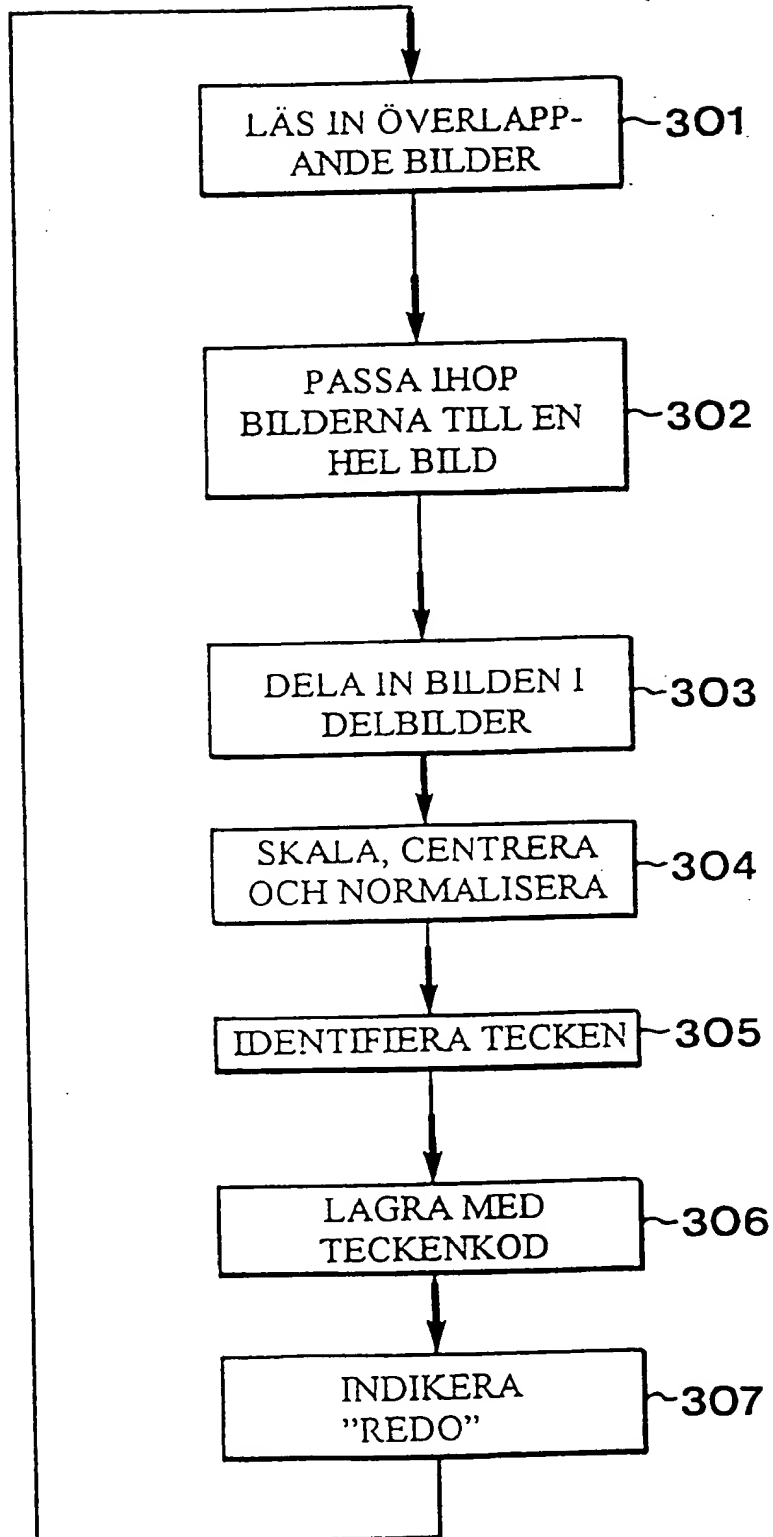 LÄS IN ÖVERLAPP-
ANDE BILDER
301
PASSA IHOP
BILDERNA TILL EN
HEL BILD
302
DELA IN BILDEN I
DELBILDER
303
SKALA, CENTRERA
OCH NORMALISERA
304
IDENTIFIERA TECKEN
305
LAGRA MED
TECKENKOD
306
INDIKERA
"REDO"
307